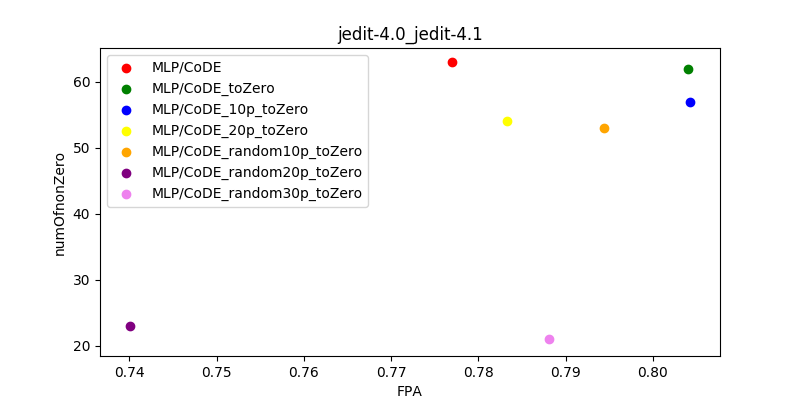 jedit-4.0_jedit-4.1
MLP/CoDE
MLP/CoDE_toZero
MLP/CoDE_10p_toZero
MLP/CoDE_20p_toZero
MLP/CoDE_random10p_toZero
MLP/CoDE_random20p_toZero
MLP/CoDE_random30p_toZero
numOfnonZero
60
50
40
30
20
0.74 0.75 0.76 0.77 0.78 0.79 0.80
FPA